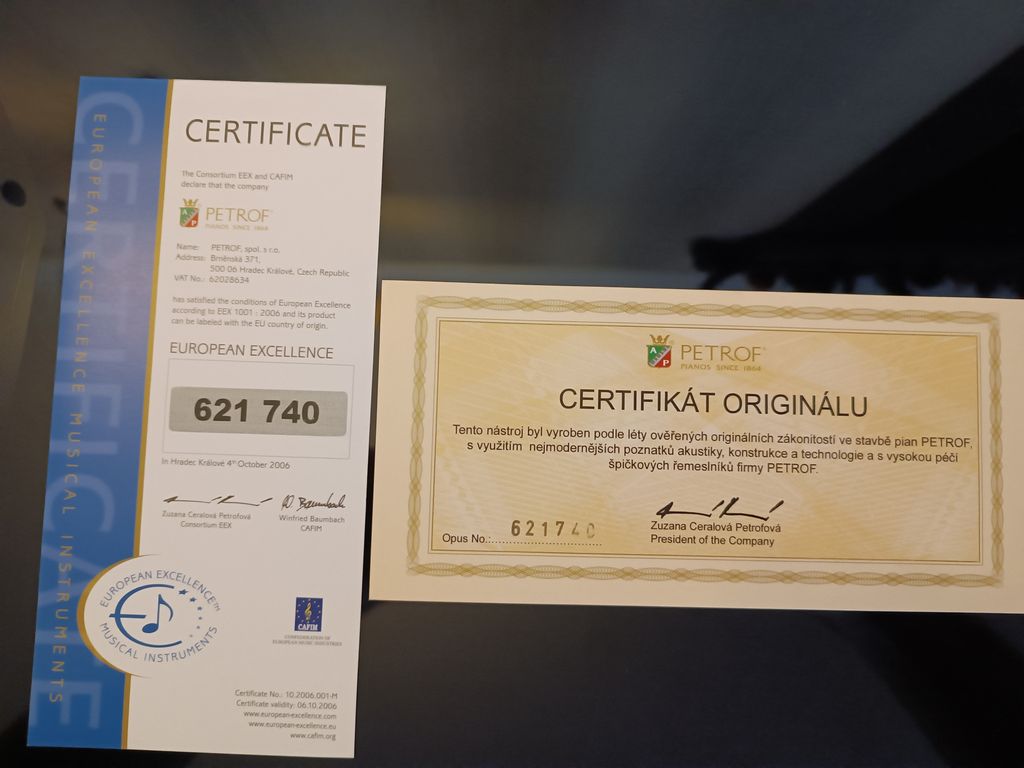 EUROPEAN EXCELLENCE MUSICAL INSTRUMENTS
CERTIFICATE
CERTIFICATE
The Consortium EEX and CAFIM
declare that the company
A P
PETROF
PIANOS SINCE 1864
Name: PETROF, spol. s r.o.
Address: Brněnská 371,
500 06 Hradec Králové, Czech Republic
VAT No.: 62028634
has satisfied the conditions of European Excellence
according to EEX 1001 : 2006 and its product
can be labeled with the EU country of origin.
EUROPEAN EXCELLENCE
621 740
In Hradec Králové 4th October 2006
W Baumbach
Zuzana Ceralová Petrofová
Consortium EEX
Winfried Baumbach
CAFIM
EUROPEAN EXCELLENCE™
MUSICAL INSTRUMENTS
CAFIM
CONFEDERATION OF
EUROPEAN MUSIC INDUSTRIES
Certificate No.: 10.2006.001-M
Certificate validity: 06.10.2006
www.european-excellence.com
www.european-excellence.eu
www.cafim.org
A P
PETROF
PIANOS SINCE 1864
CERTIFIKÁT ORIGINÁLU
Tento nástroj byl vyroben podle léty ověřených originálních zákonitostí ve stavbě pian PETROF,
s využitím nejmodernějších poznatků akustiky, konstrukce a technologie a s vysokou péčí
špičkových řemeslníků firmy PETROF.
Opus No.:...621740...
Zuzana Ceralová Petrofová
President of the Company